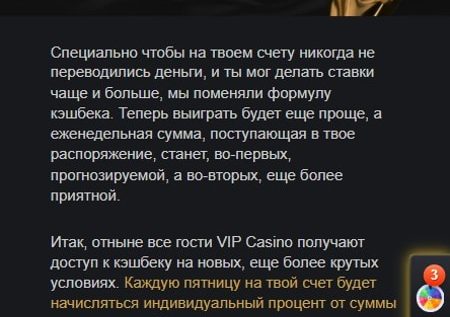 Специально чтобы на твоем счету никогда не
переводились деньги, и ты мог делать ставки
чаще и больше, мы поменяли формулу
кэшбека. Теперь выиграть будет еще проще, а
еженедельная сумма, поступающая в твое
распоряжение, станет, во-первых,
прогнозируемой, а во-вторых, еще более
приятной.
Итак, отныне все гости VIP Casino получают
доступ к кэшбеку на новых, еще более крутых
условиях. Каждую пятницу на твой счет будет
начисляться индивидуальный процент от суммы
3